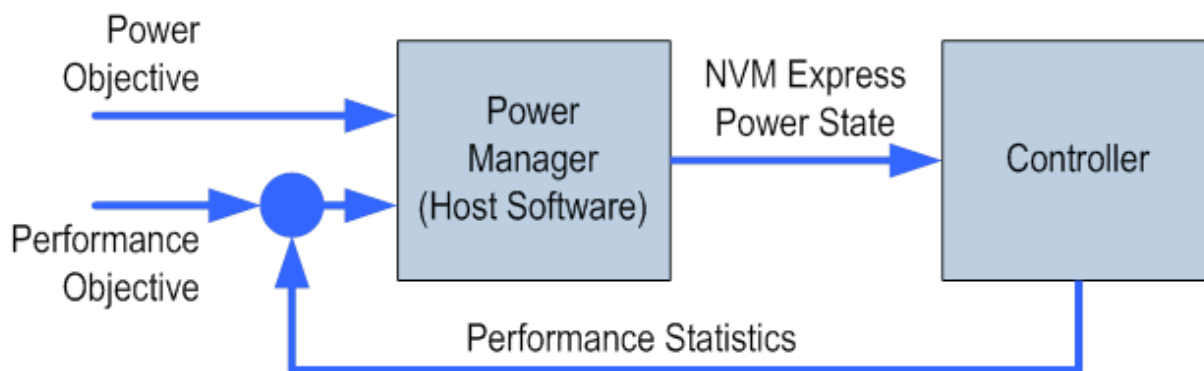 Power
Objective
Performance
Objective
Power
Manager
(Host Software)
NVM Express
Power State
Controller
Performance Statistics